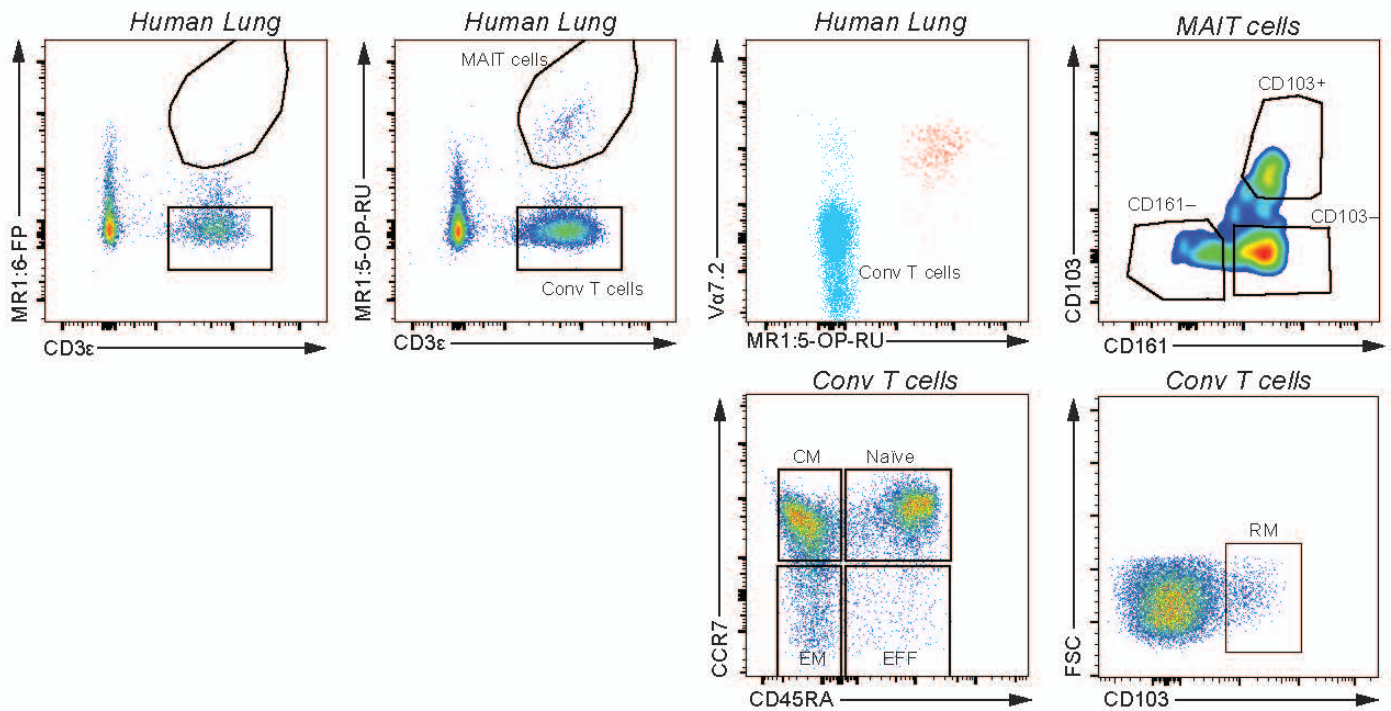 Human Lung
MR1:6-FP
CD3ε
Human Lung
MAIT cells
Conv T cells
MR1:5-OP-RU
CD3ε
Human Lung
Conv T cells
Vα7.2
MR1:5-OP-RU
MAIT cells
CD103+
CD161–
CD103–
CD103
CD161
Conv T cells
CM
Naïve
EM
EFF
CCR7
CD45RA
Conv T cells
RM
FSC
CD103